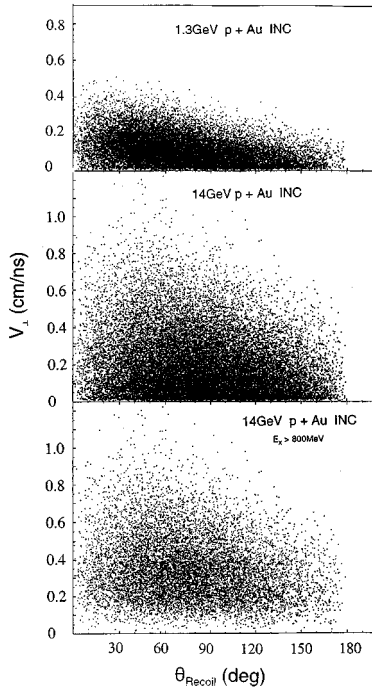 1.3GeV p + Au INC
0.8
0.6
0.4
0.2
0
14GeV p + Au INC
1.0
0.8
0.6
0.4
0.2
0
V⊥ (cm/ns)
14GeV p + Au INC
Ex > 800MeV
1.0
0.8
0.6
0.4
0.2
0
30 60 90 120 150 180 200
θRecoil (deg)